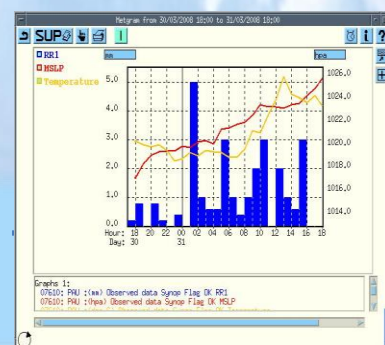 Metgram from 30/03/2008 18:00 to 31/03/2008 18:00
SUP i ?
RR1 mm hpa
MSLP
Temperature
5,0 1026.0
4,0 1024.0
1022.0
3,0 1020.0
2,0 1018.0
1,0 1016.0
0,0 1014.0
Hour: 18 20 22 00 02 04 06 08 10 12 14 16 18
Day: 30 31
Graphs 1:
07610: PAU :(mm) Observed data Synop Flag OK RR1
07610: PAU :(hpa) Observed data Synop Flag OK MSLP